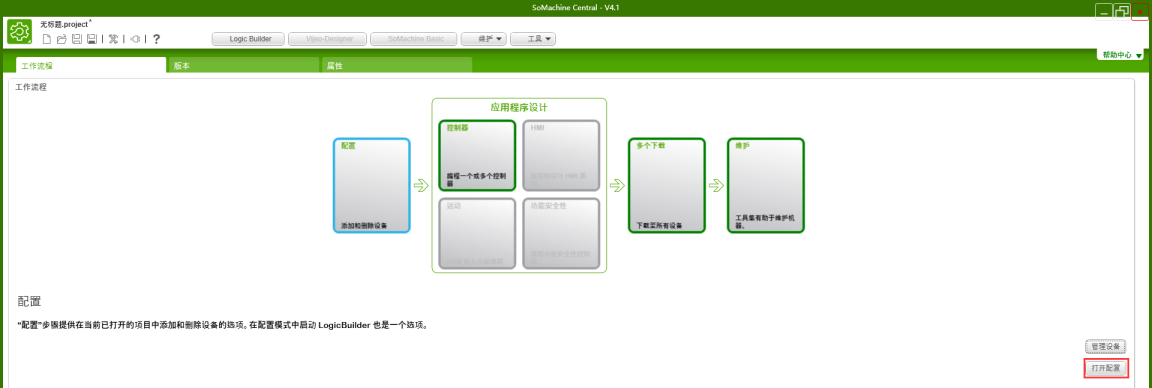 SoMachine Central - V4.1
无标题.project*
Logic Builder
Vijeo-Designer
SoMachine Basic
维护
工具
帮助中心
工作流程
版本
属性
工作流程
应用程序设计
配置
添加和删除设备
控制器
编程一个或多个控制器
HMI
运动
功能安全性
多个下载
下载至所有设备
维护
工具集有助于维护机器。
配置
“配置”步骤提供在当前已打开的项目中添加和删除设备的选项。在配置模式中启动 LogicBuilder 也是一个选项。
管理设备
打开配置